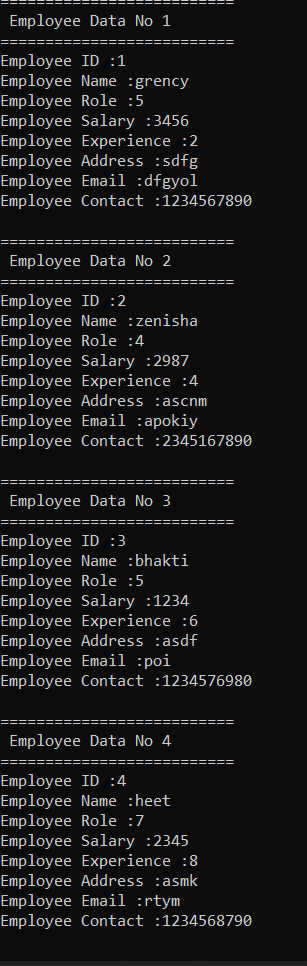 ==========================
Employee Data No 1
==========================
Employee ID :1
Employee Name :grency
Employee Role :5
Employee Salary :3456
Employee Experience :2
Employee Address :sdfg
Employee Email :dfgyol
Employee Contact :1234567890
==========================
Employee Data No 2
==========================
Employee ID :2
Employee Name :zenisha
Employee Role :4
Employee Salary :2987
Employee Experience :4
Employee Address :ascnm
Employee Email :apokiy
Employee Contact :2345167890
==========================
Employee Data No 3
==========================
Employee ID :3
Employee Name :bhakti
Employee Role :5
Employee Salary :1234
Employee Experience :6
Employee Address :asdf
Employee Email :poi
Employee Contact :1234576980
==========================
Employee Data No 4
==========================
Employee ID :4
Employee Name :heet
Employee Role :7
Employee Salary :2345
Employee Experience :8
Employee Address :asmk
Employee Email :rtym
Employee Contact :1234568790